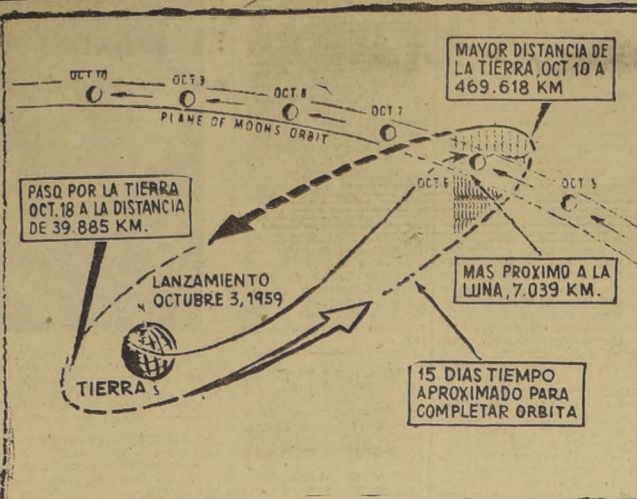 MAYOR DISTANCIA DE
LA TIERRA, OCT 10 A
469.618 KM
OCT 10
OCT 9
OCT. 8
OCT 7
PLANE OF MOONS ORBIT
OCT. 6
OCT 5
PASO POR LA TIERRA
OCT. 18 A LA DISTANCIA
DE 39.885 KM.
LANZAMIENTO
OCTUBRE 3, 1959
N
TIERRA
S
MAS PROXIMO A LA
LUNA, 7.039 KM.
15 DIAS TIEMPO
APROXIMADO PARA
COMPLETAR ORBITA